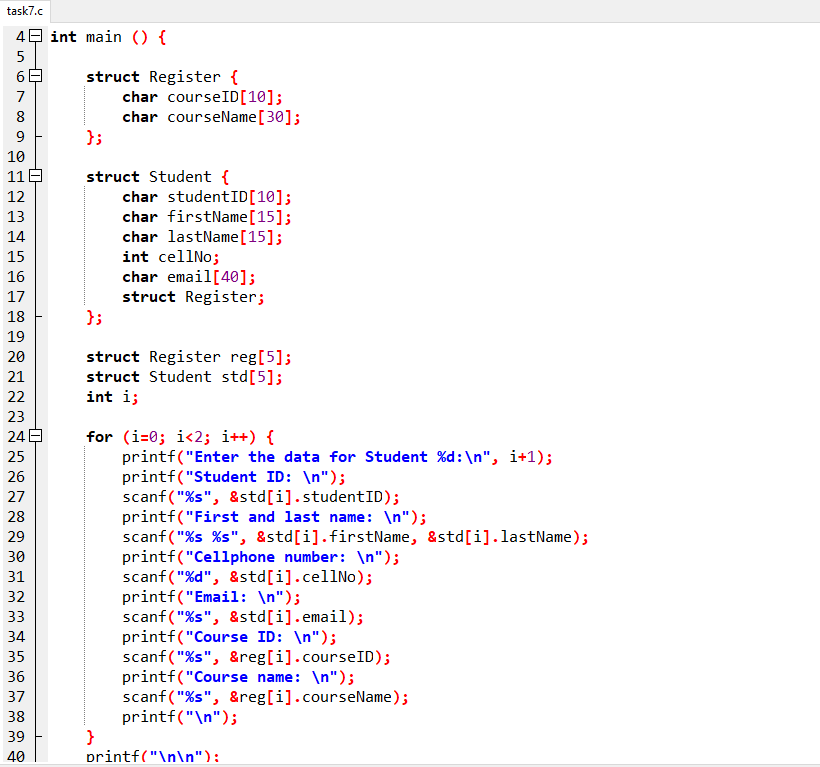 task7.c
4 int main () {
5
6 struct Register {
7 char courseID[10];
8 char courseName[30];
9 };
10
11 struct Student {
12 char studentID[10];
13 char firstName[15];
14 char lastName[15];
15 int cellNo;
16 char email[40];
17 struct Register;
18 };
19
20 struct Register reg[5];
21 struct Student std[5];
22 int i;
23
24 for (i=0; i<2; i++) {
25 printf("Enter the data for Student %d:\n", i+1);
26 printf("Student ID: \n");
27 scanf("%s", &std[i].studentID);
28 printf("First and last name: \n");
29 scanf("%s %s", &std[i].firstName, &std[i].lastName);
30 printf("Cellphone number: \n");
31 scanf("%d", &std[i].cellNo);
32 printf("Email: \n");
33 scanf("%s", &std[i].email);
34 printf("Course ID: \n");
35 scanf("%s", &reg[i].courseID);
36 printf("Course name: \n");
37 scanf("%s", &reg[i].courseName);
38 printf("\n");
39 }
40 printf("\n\n");